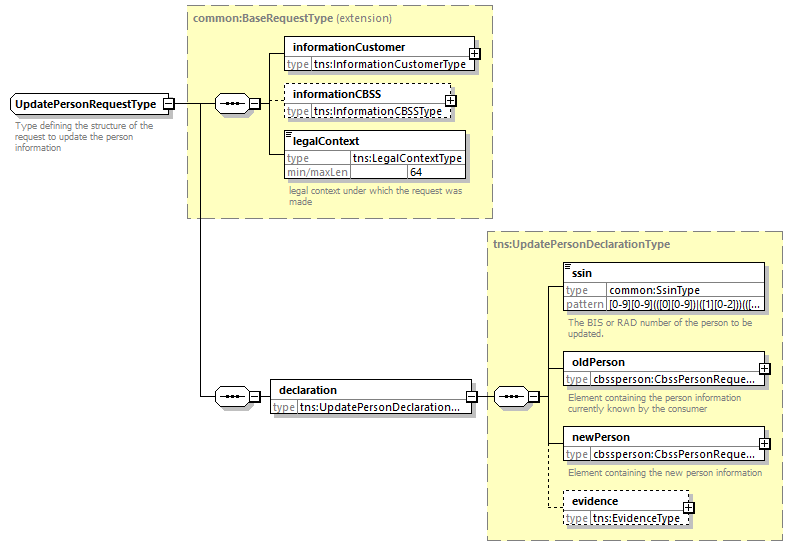 common:BaseRequestType (extension)
informationCustomer
type tns:InformationCustomerType
informationCBSS
type tns:InformationCBSSType
legalContext
type tns:LegalContextType
min/maxLen 64
legal context under which the request was
made
UpdatePersonRequestType
Type defining the structure of the
request to update the person
information
tns:UpdatePersonDeclarationType
ssin
type common:SsinType
pattern [0-9][0-9](([0][0-9])|([1][0-2]))(([...
The BIS or RAD number of the person to be
updated.
oldPerson
type cbssperson:CbssPersonReque...
Element containing the person information
currently known by the consumer
declaration
type tns:UpdatePersonDeclaration...
newPerson
type cbssperson:CbssPersonReque...
Element containing the new person information
evidence
type tns:EvidenceType